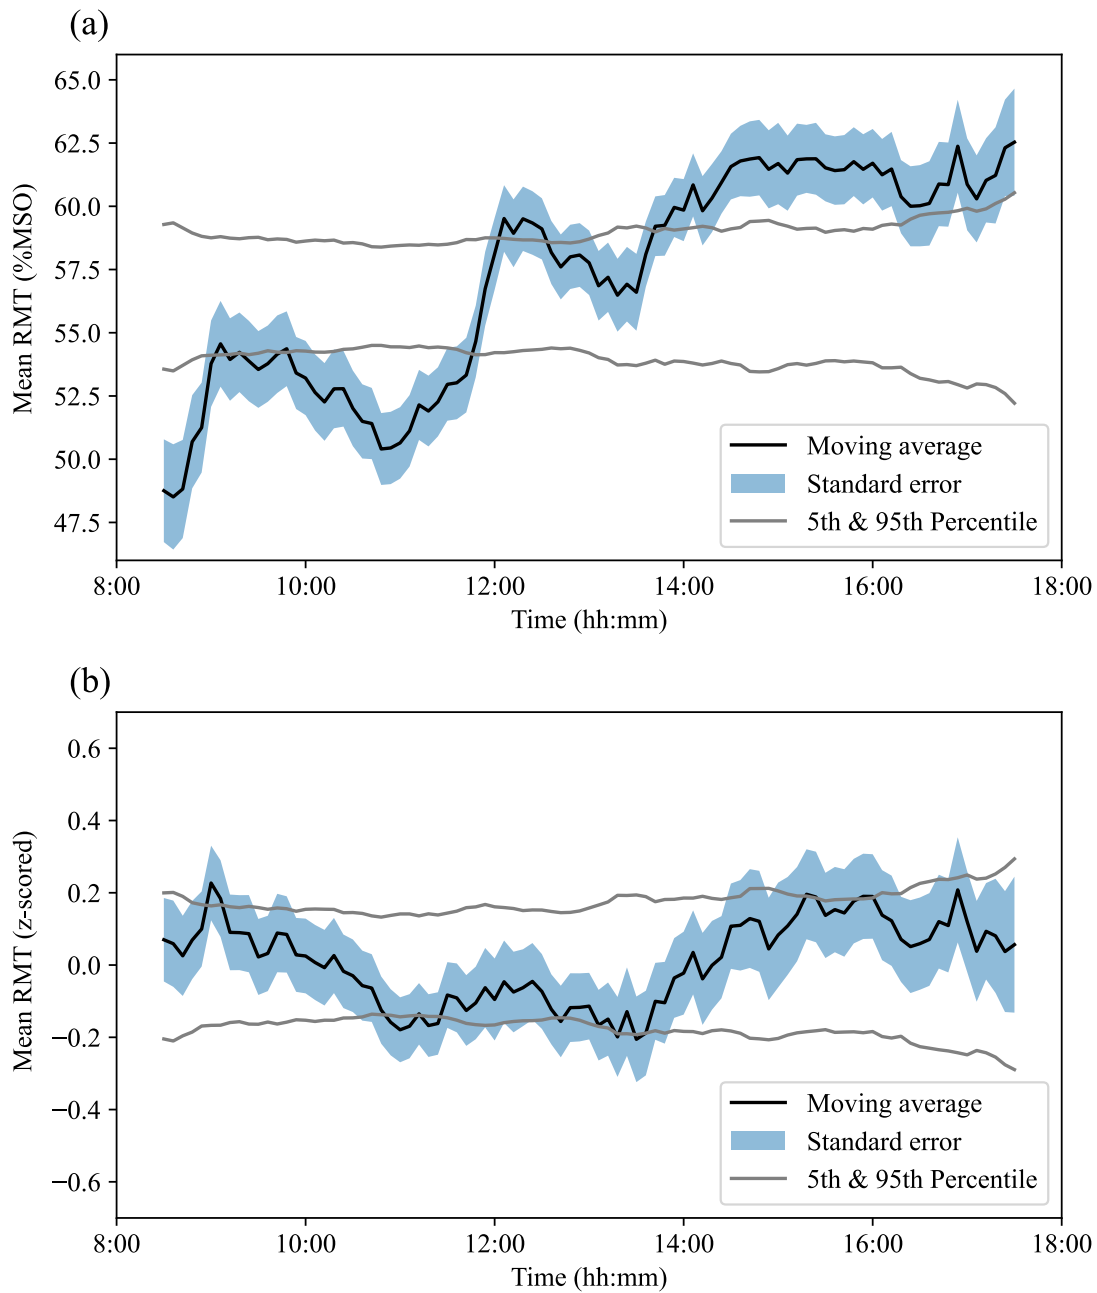 (a)
Mean RMT (%MSO)
65.0
62.5
60.0
57.5
55.0
52.5
50.0
47.5
Moving average
Standard error
5th & 95th Percentile
8:00 10:00 12:00 14:00 16:00 18:00
Time (hh:mm)
(b)
Mean RMT (z-scored)
0.6
0.4
0.2
0.0
−0.2
−0.4
−0.6
Moving average
Standard error
5th & 95th Percentile
8:00 10:00 12:00 14:00 16:00 18:00
Time (hh:mm)